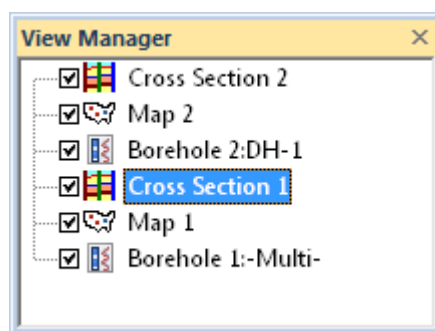 View Manager
Cross Section 2
Map 2
Borehole 2:DH-1
Cross Section 1
Map 1
Borehole 1:-Multi-